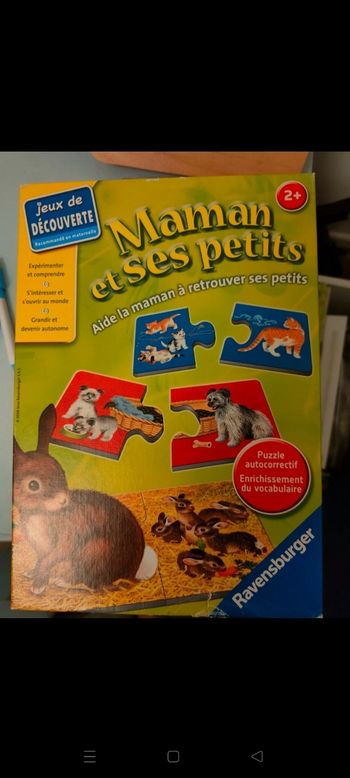 jeux de
DÉCOUVERTE
Recommandé en maternelle
2+
Maman
et ses petits
Aide la maman à retrouver ses petits
Expérimenter
et comprendre
S'intéresser et
s'ouvrir au monde
Grandir et
devenir autonome
Puzzle
autocorrectif
Enrichissement
du vocabulaire
Ravensburger